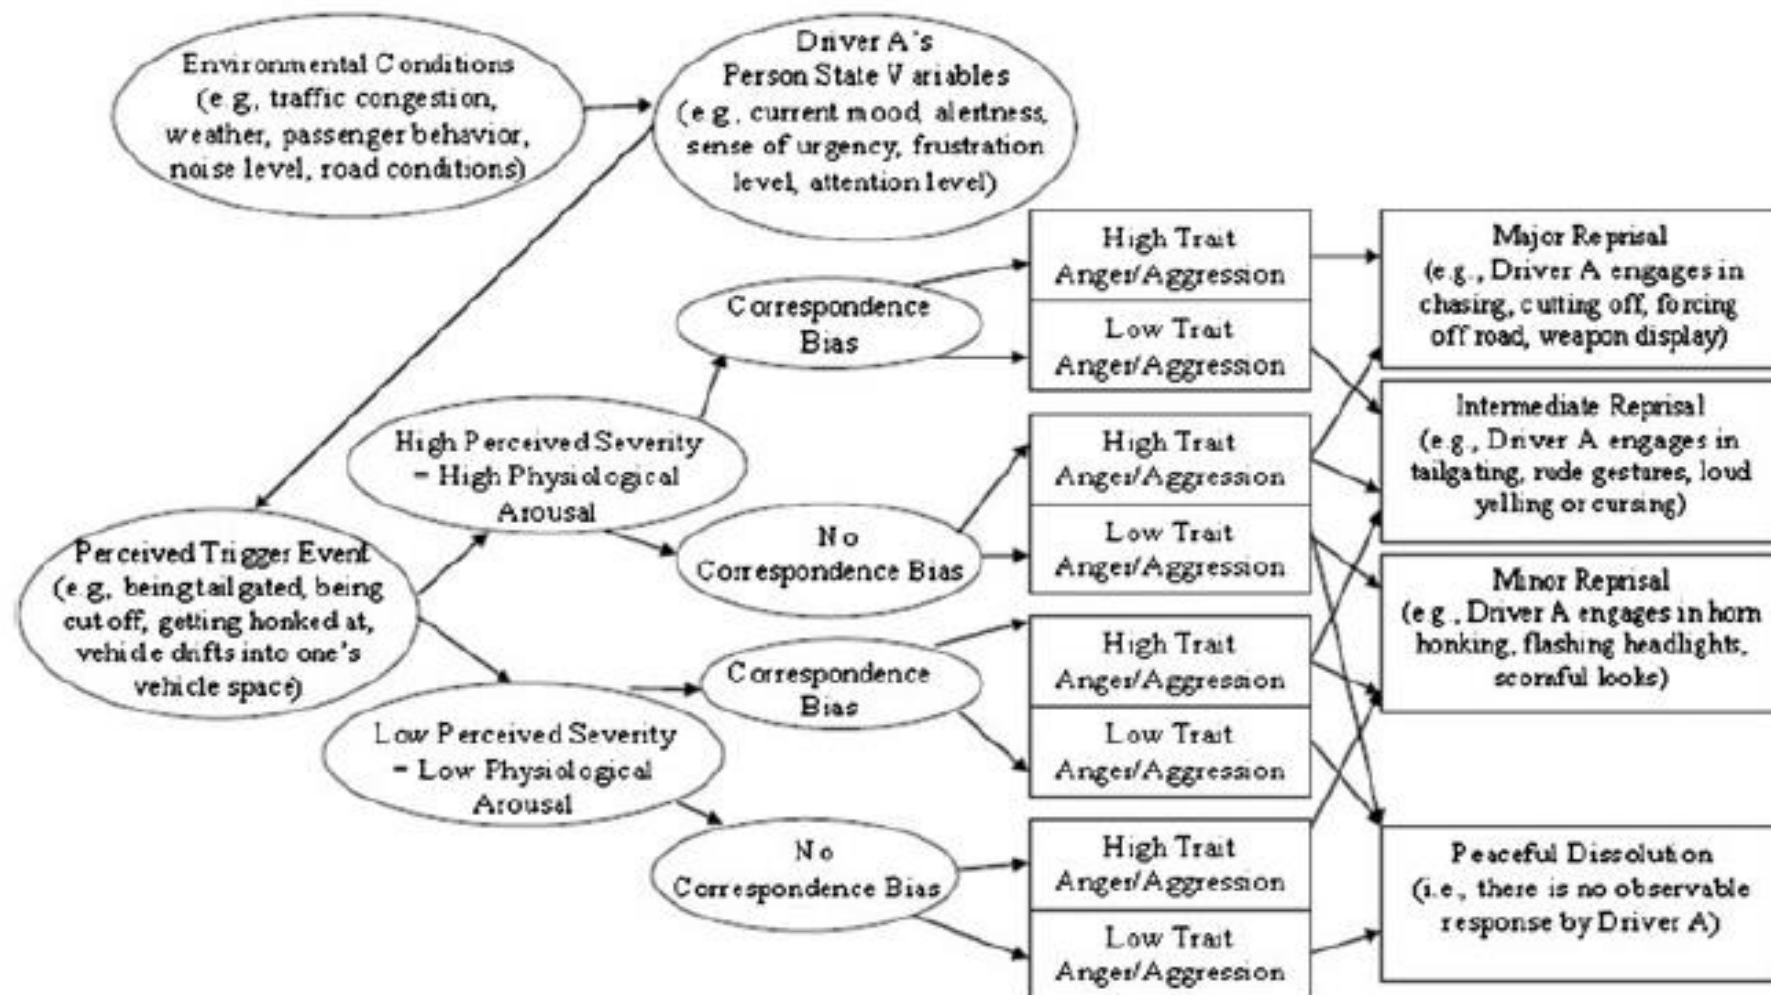 Environmental Conditions
(e.g., traffic congestion,
weather, passenger behavior,
noise level, road conditions)
Driver A's
Person State Variables
(e.g., current mood, alertness,
sense of urgency, frustration
level, attention level)
Perceived Trigger Event
(e.g., being tailgated, being
cut off, getting honked at,
vehicle drifts into one's
vehicle space)
High Perceived Severity
= High Physiological
Arousal
Low Perceived Severity
= Low Physiological
Arousal
Correspondence
Bias
No
Correspondence Bias
Correspondence
Bias
No
Correspondence Bias
High Trait
Anger/Aggression
Low Trait
Anger/Aggression
High Trait
Anger/Aggression
Low Trait
Anger/Aggression
High Trait
Anger/Aggression
Low Trait
Anger/Aggression
High Trait
Anger/Aggression
Low Trait
Anger/Aggression
Major Reprisal
(e.g., Driver A engages in
chasing, cutting off, forcing
off road, weapon display)
Intermediate Reprisal
(e.g., Driver A engages in
tailgating, rude gestures, loud
yelling or cursing)
Minor Reprisal
(e.g., Driver A engages in horn
honking, flashing headlights,
scornful looks)
Peaceful Dissolution
(i.e., there is no observable
response by Driver A)